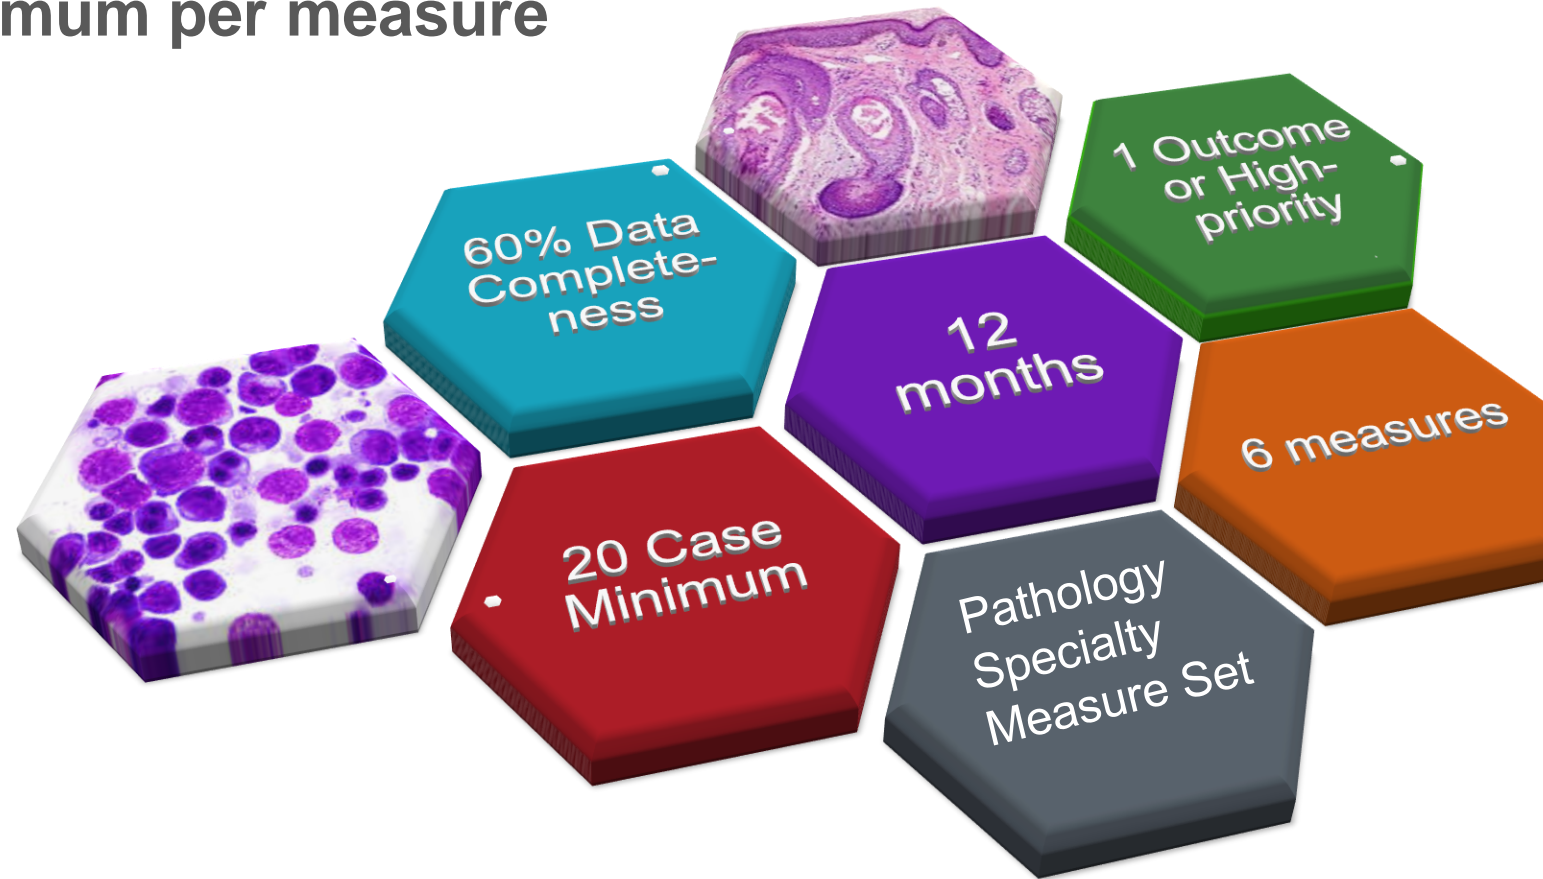 mum per measure
1 Outcome
or High-
priority
60% Data
Complete-
ness
12
months
6 measures
20 Case
Minimum
Pathology
Specialty
Measure Set